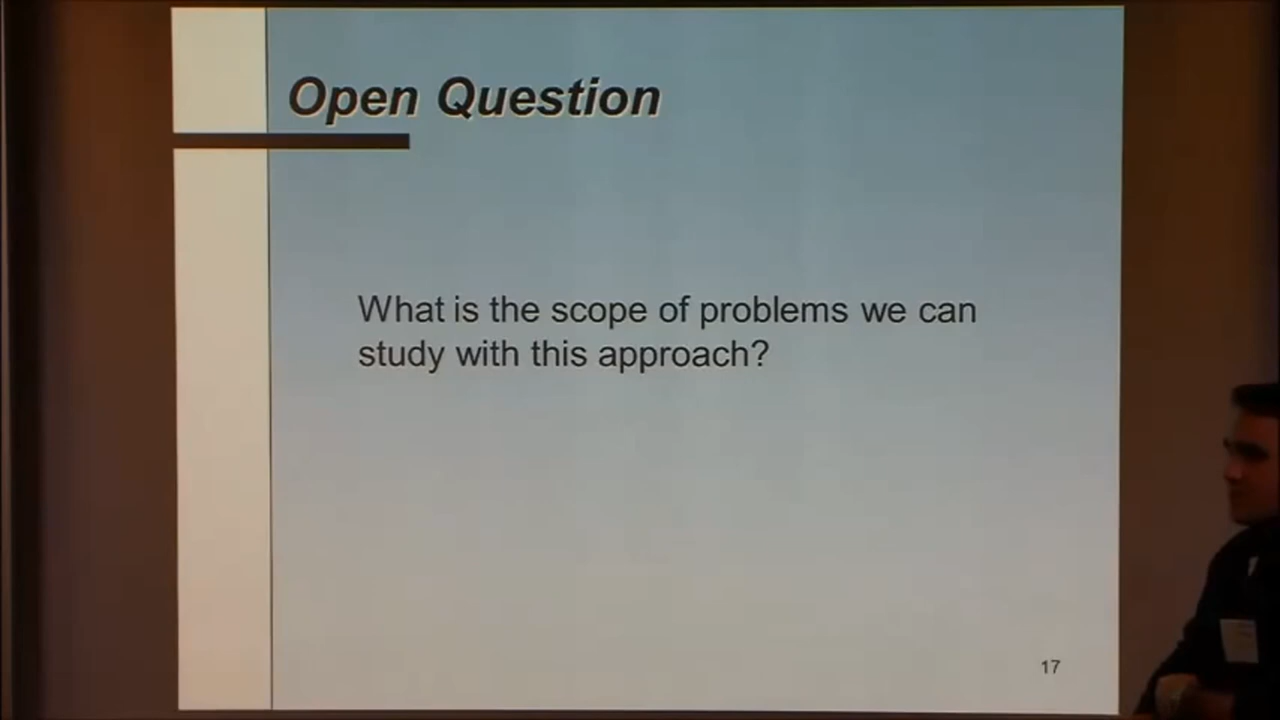 Open Question
What is the scope of problems we can
study with this approach?
17